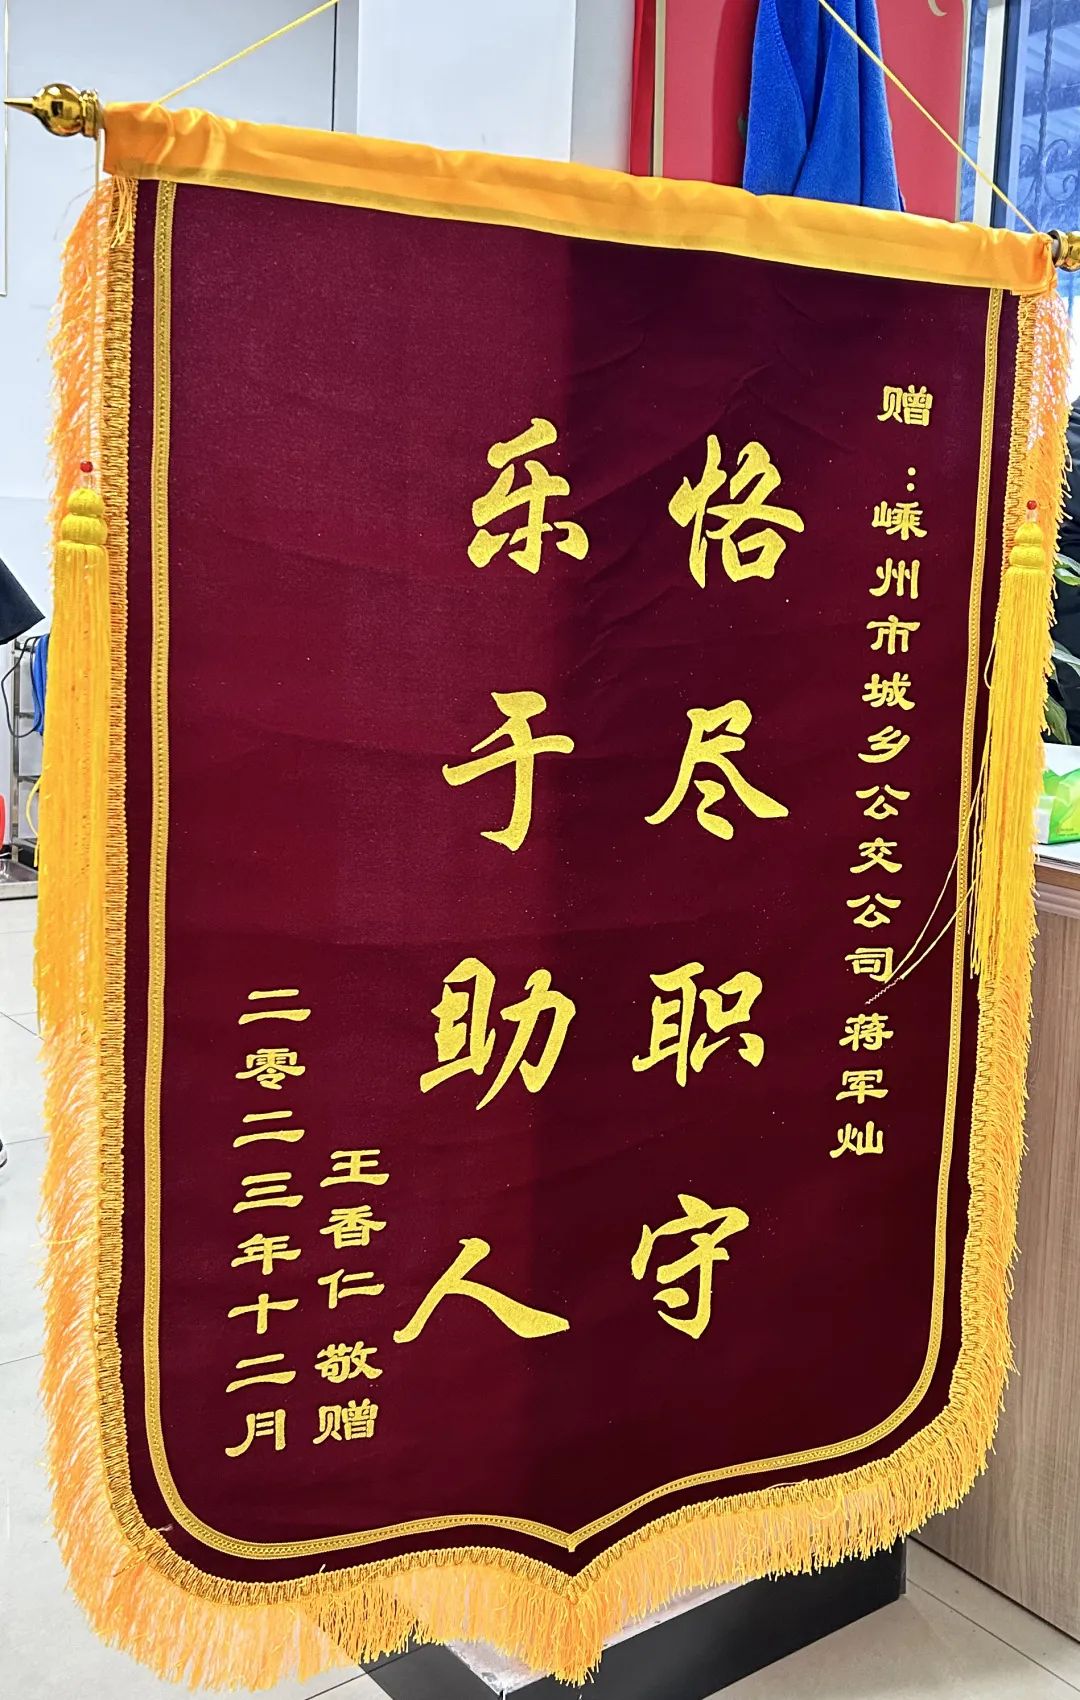 赠：嵊州市城乡公交公司 蒋军灿
恪尽职守
乐于助人
王香仁敬赠
二零二三年十二月